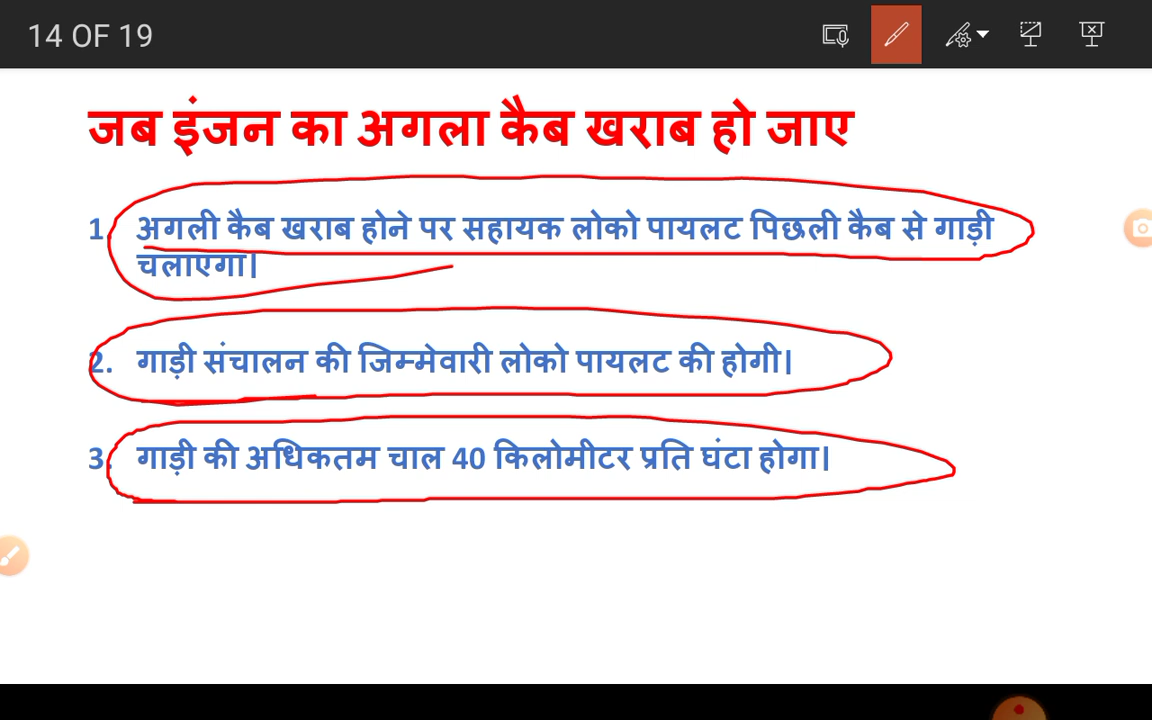 14 OF 19
जब इंजन का अगला कैब खराब हो जाए
1. अगली कैब खराब होने पर सहायक लोको पायलट पिछली कैब से गाड़ी
चलाएगा|
2. गाड़ी संचालन की जिम्मेवारी लोको पायलट की होगी|
3. गाड़ी की अधिकतम चाल 40 किलोमीटर प्रति घंटा होगा|